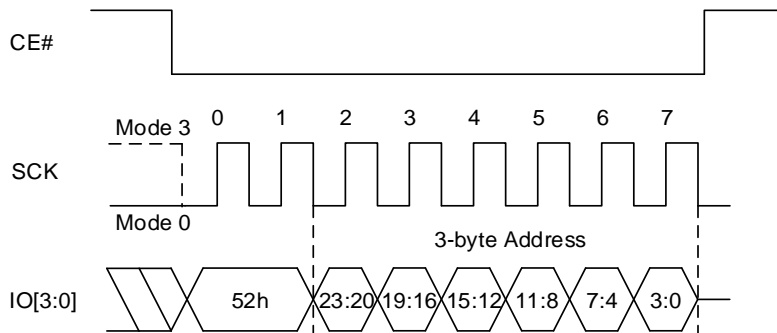 CE#
0 1 2 3 4 5 6 7
Mode 3
SCK
Mode 0
3-byte Address
IO[3:0] 52h 23:20 19:16 15:12 11:8 7:4 3:0